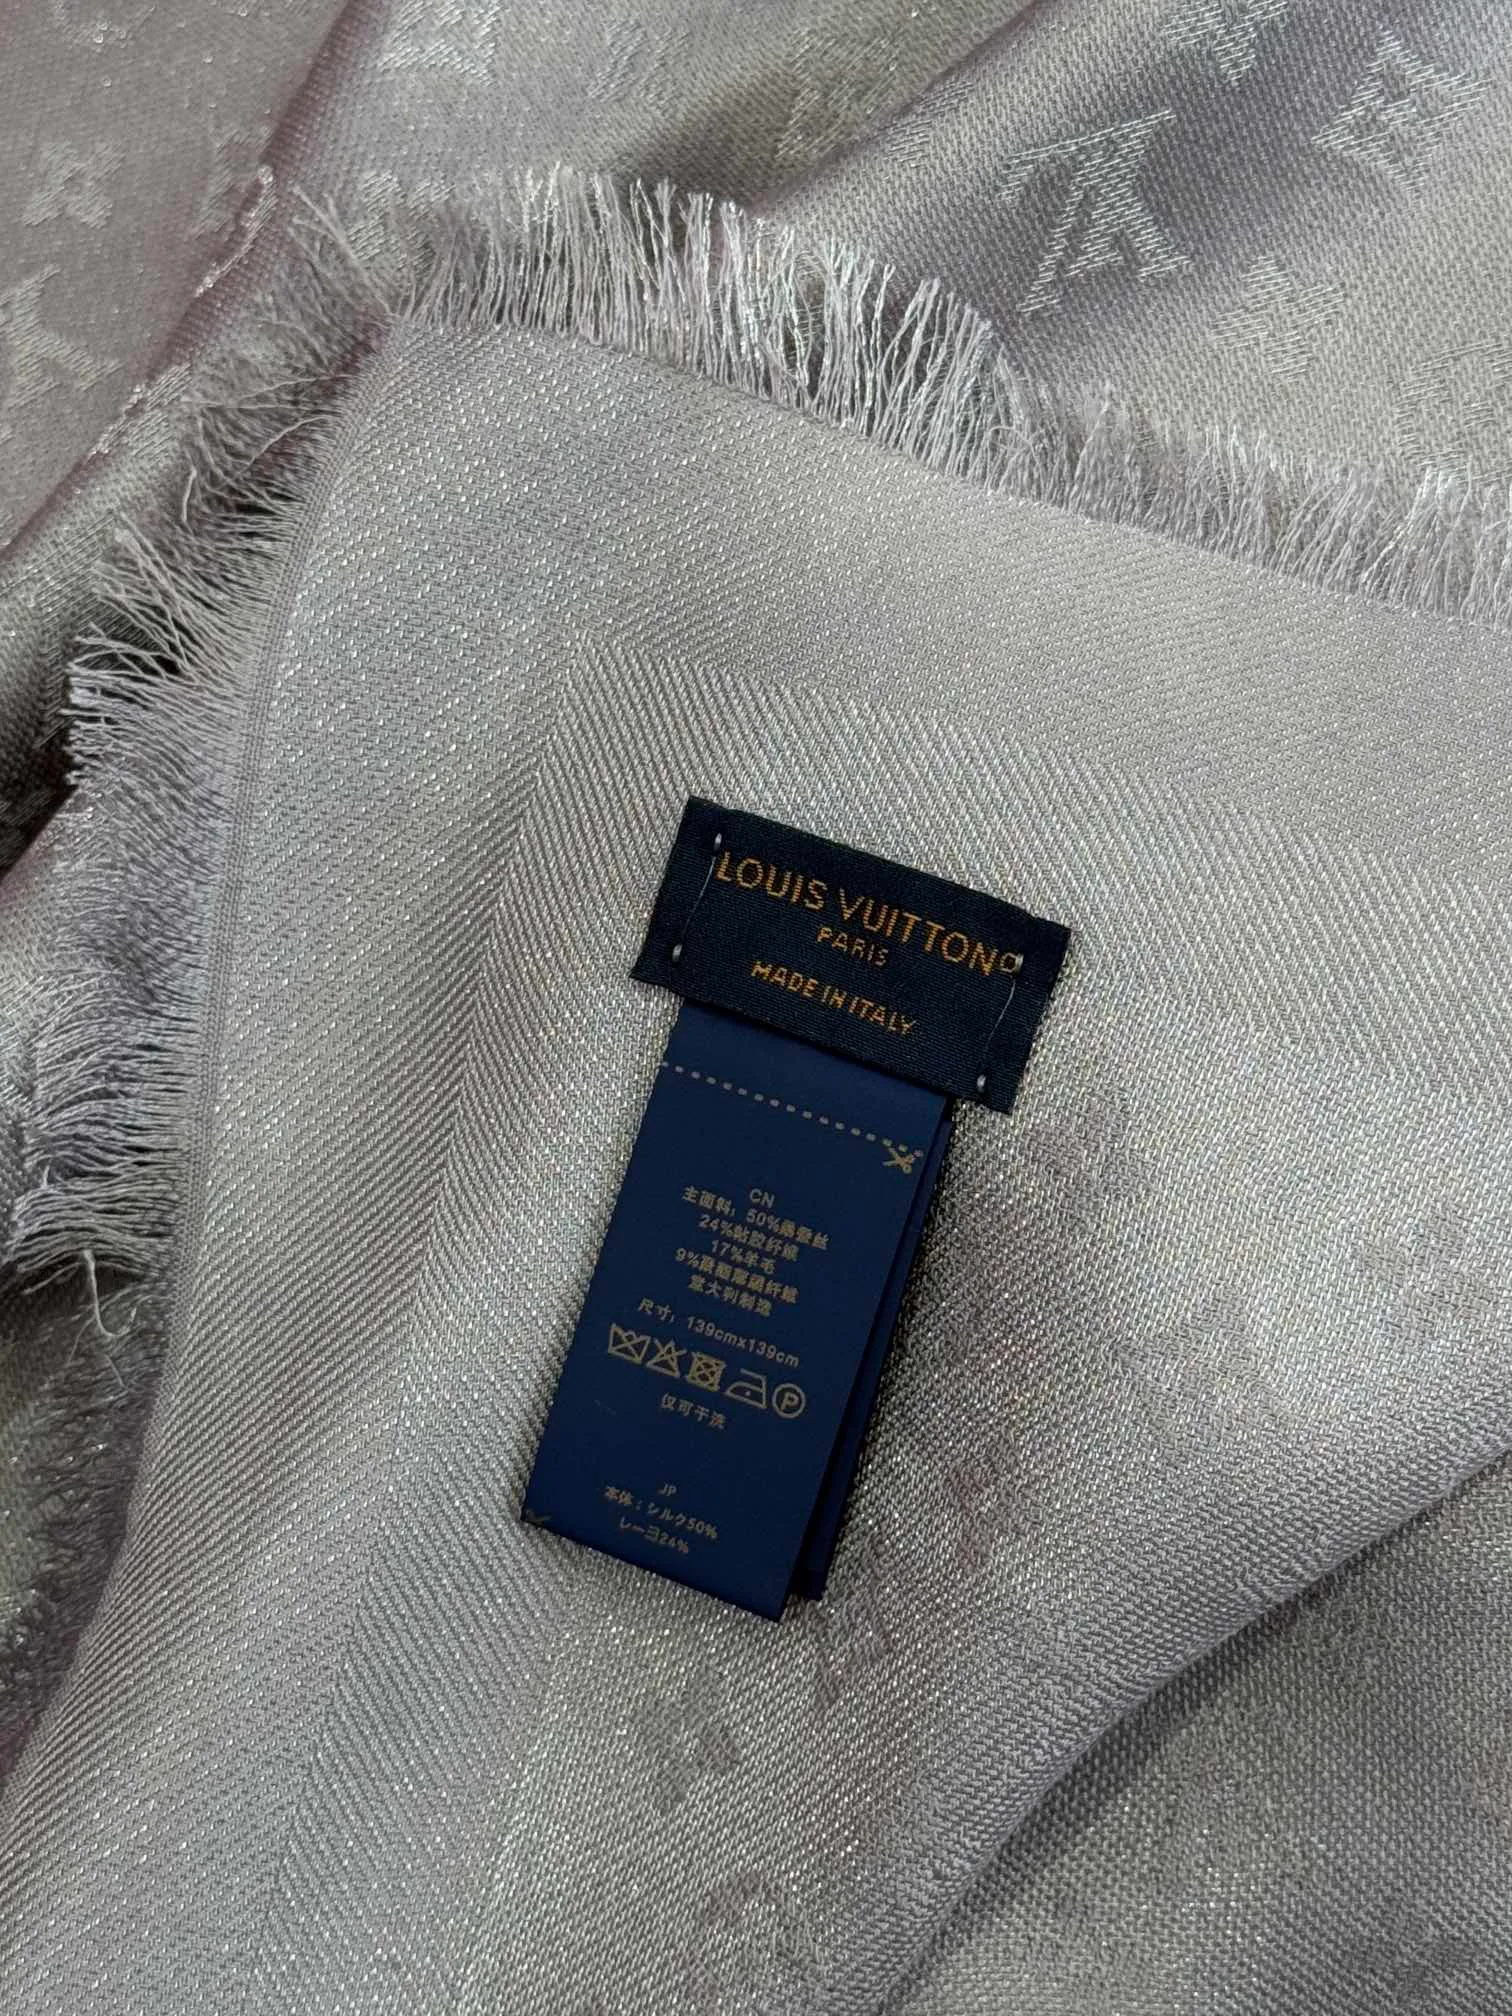 LOUIS VUITTON
PARIS
MADE IN ITALY
CN
主面料: 50%桑蚕丝
24%粘胶纤维
17%羊毛
9%聚酯薄膜纤维
意大利制造
尺寸: 139cmx139cm
P
仅可干洗
JP
本体:シルク50%
レーヨ24%